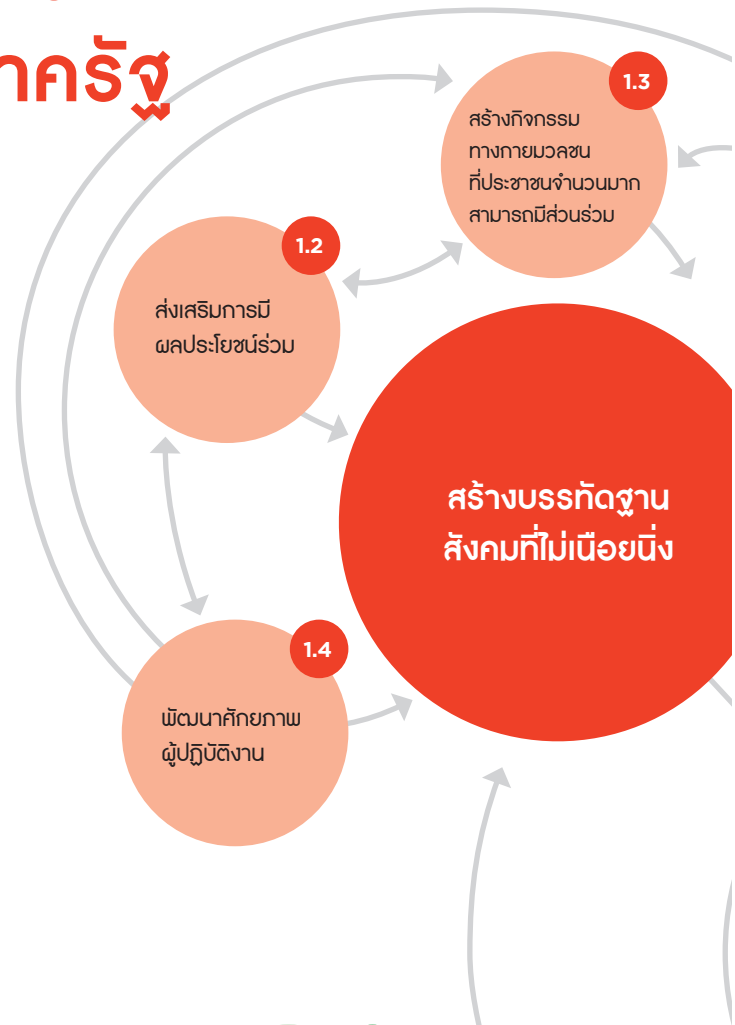 าครัฐ
1.3
สร้างกิจกรรม
ทางกายมวลชน
ที่ประชาชนจำนวนมาก
สามารถมีส่วนร่วม
1.2
ส่งเสริมการมี
ผลประโยชน์ร่วม
สร้างบรรทัดฐาน
สังคมที่ไม่เนือยนิ่ง
1.4
พัฒนาศักยภาพ
ผู้ปฏิบัติงาน